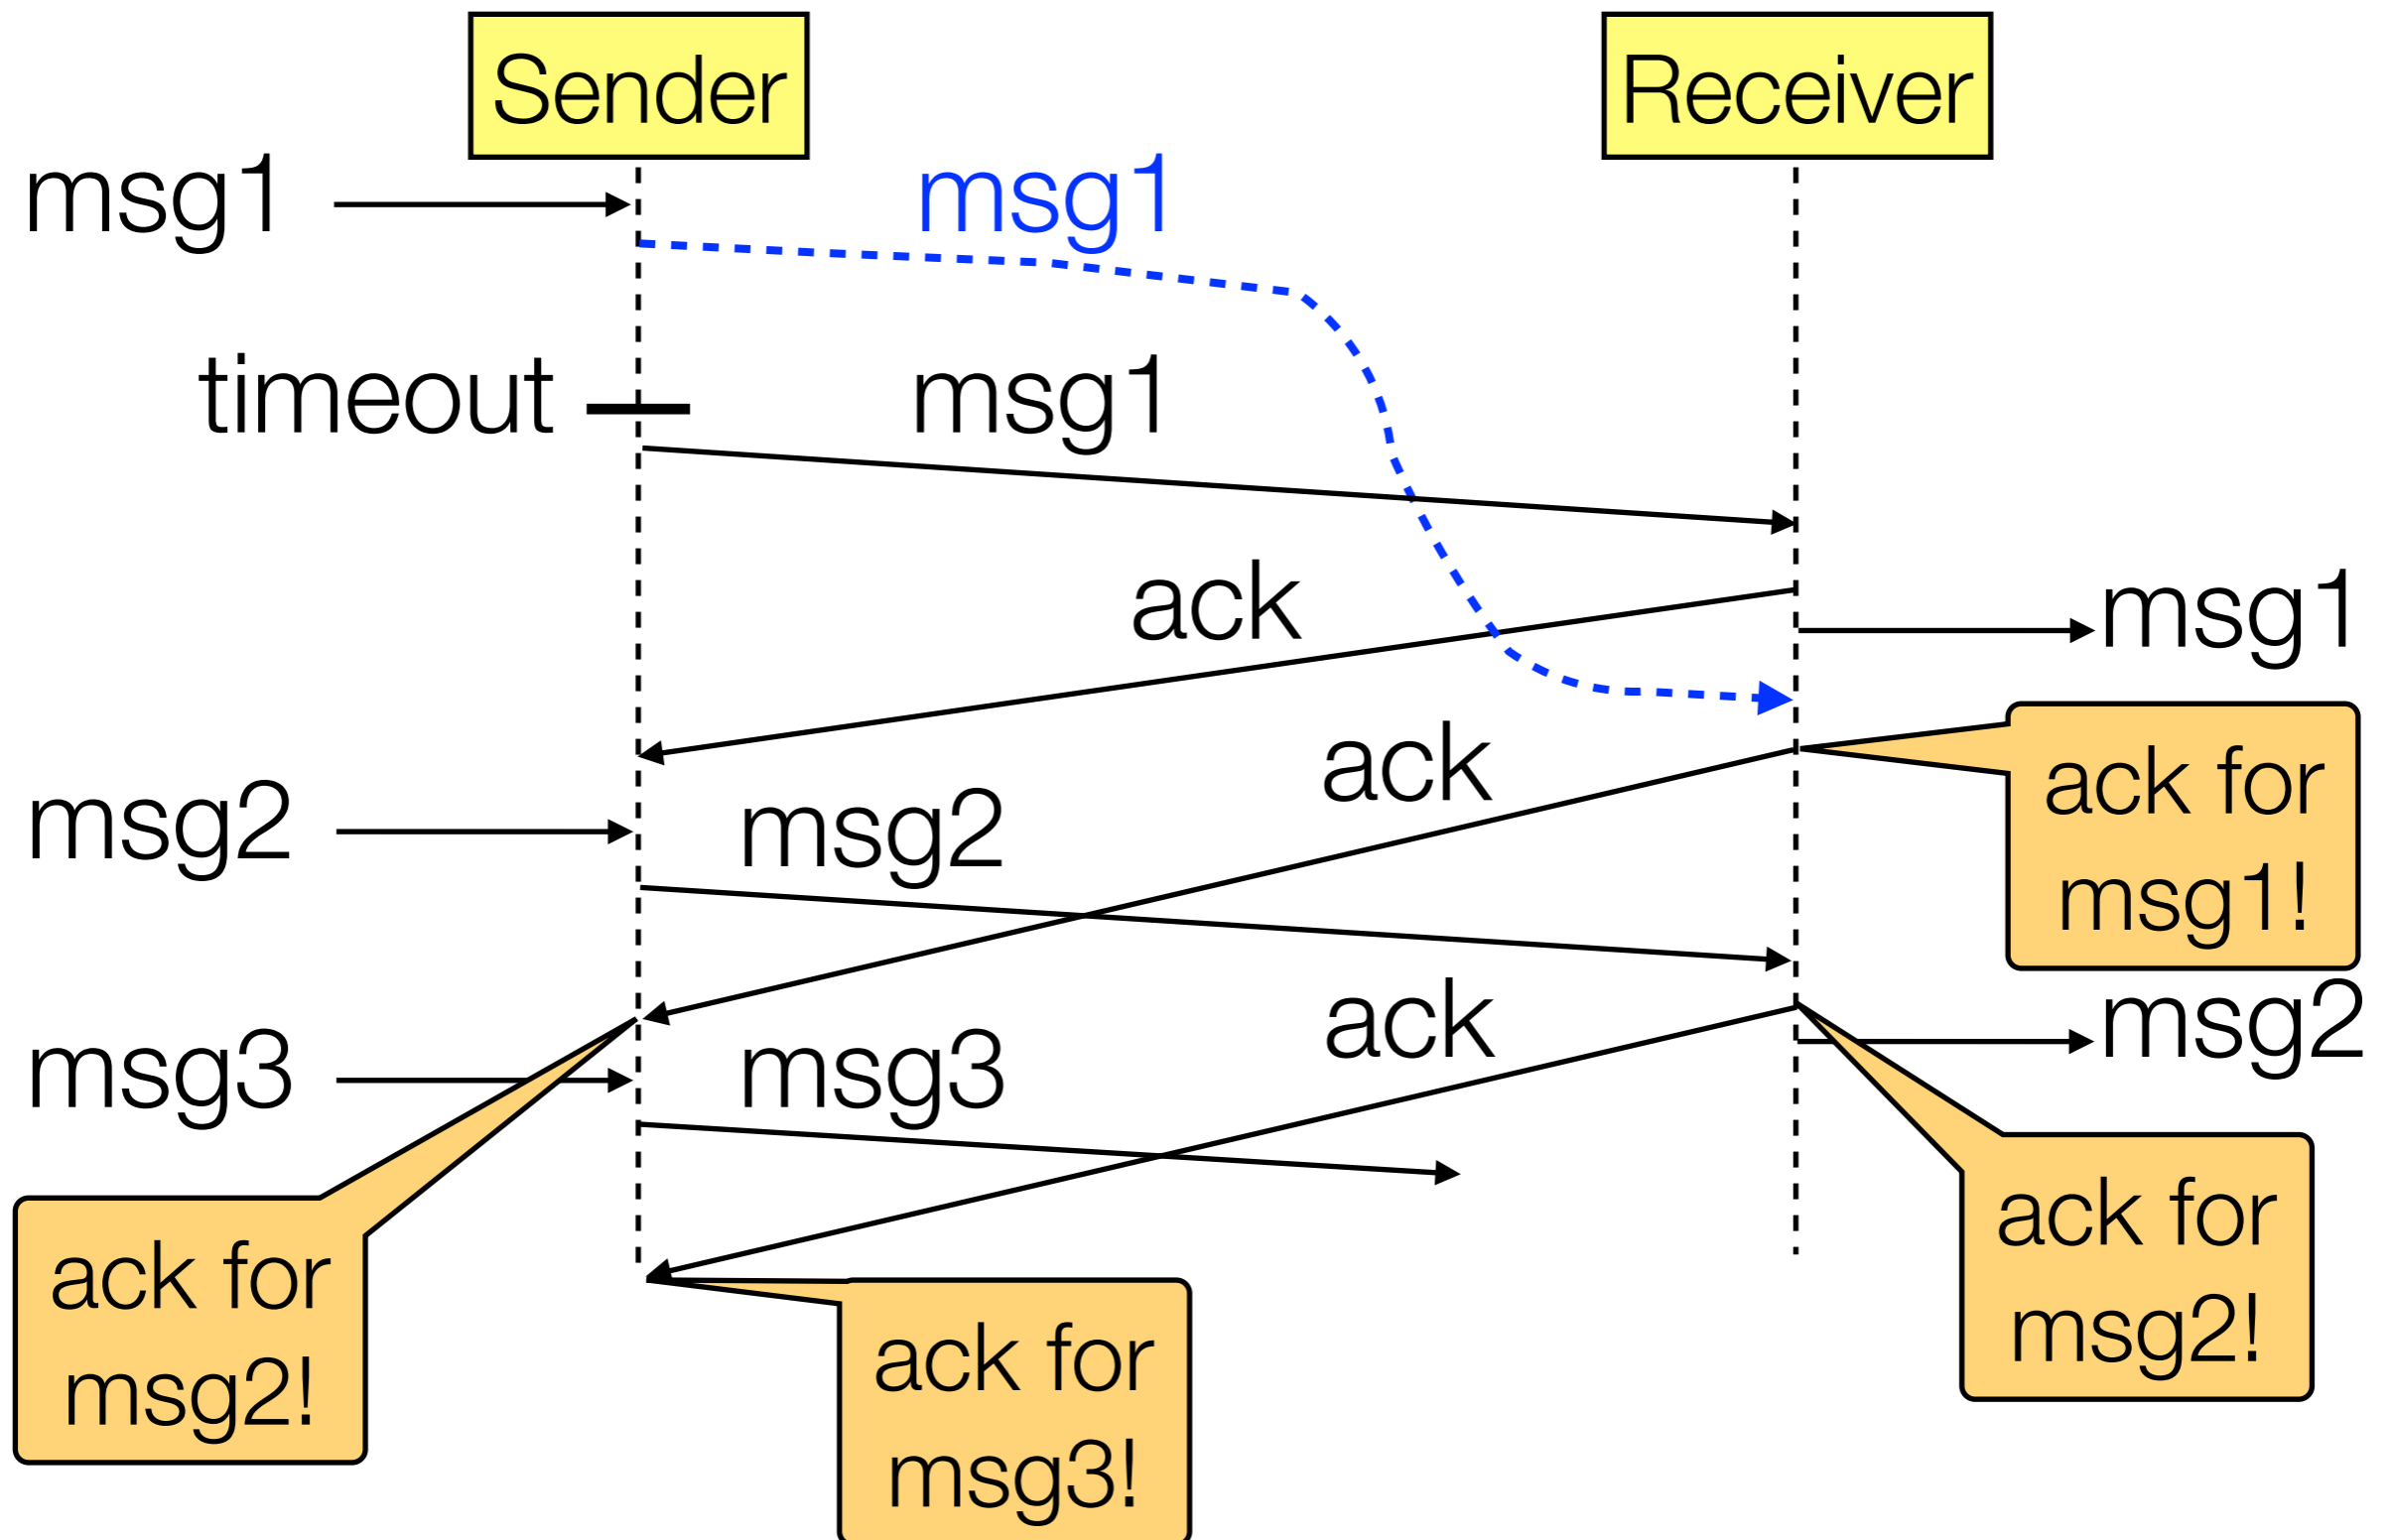 Sender
Receiver
msg1
msg1
timeout
msg1
ack
msg1
ack
ack for
msg1!
msg2
msg2
ack
msg2
msg3
msg3
ack for
msg2!
ack for
msg2!
ack for
msg3!